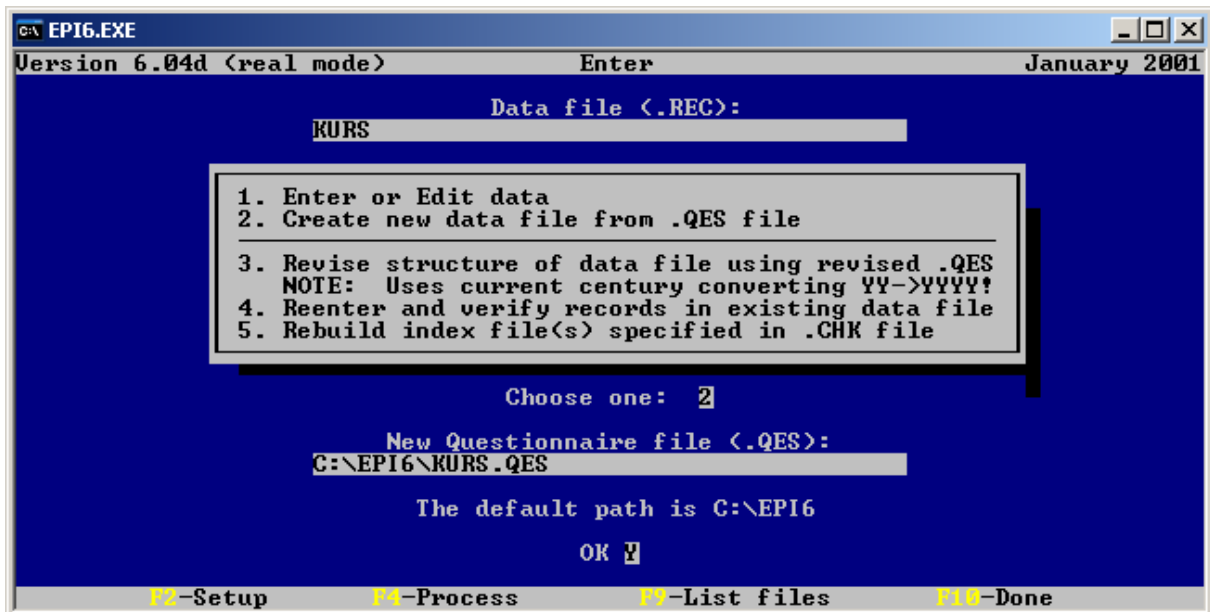 EPI6.EXE
Version 6.04d (real mode) Enter January 2001
Data file (.REC):
KURS
1. Enter or Edit data
2. Create new data file from .QES file
3. Revise structure of data file using revised .QES
NOTE: Uses current century converting YY->YYYY!
4. Reenter and verify records in existing data file
5. Rebuild index file(s) specified in .CHK file
Choose one: 2
New Questionnaire file (.QES):
C:\EPI6\KURS.QES
The default path is C:\EPI6
OK Y
F2-Setup F4-Process F9-List files F10-Done